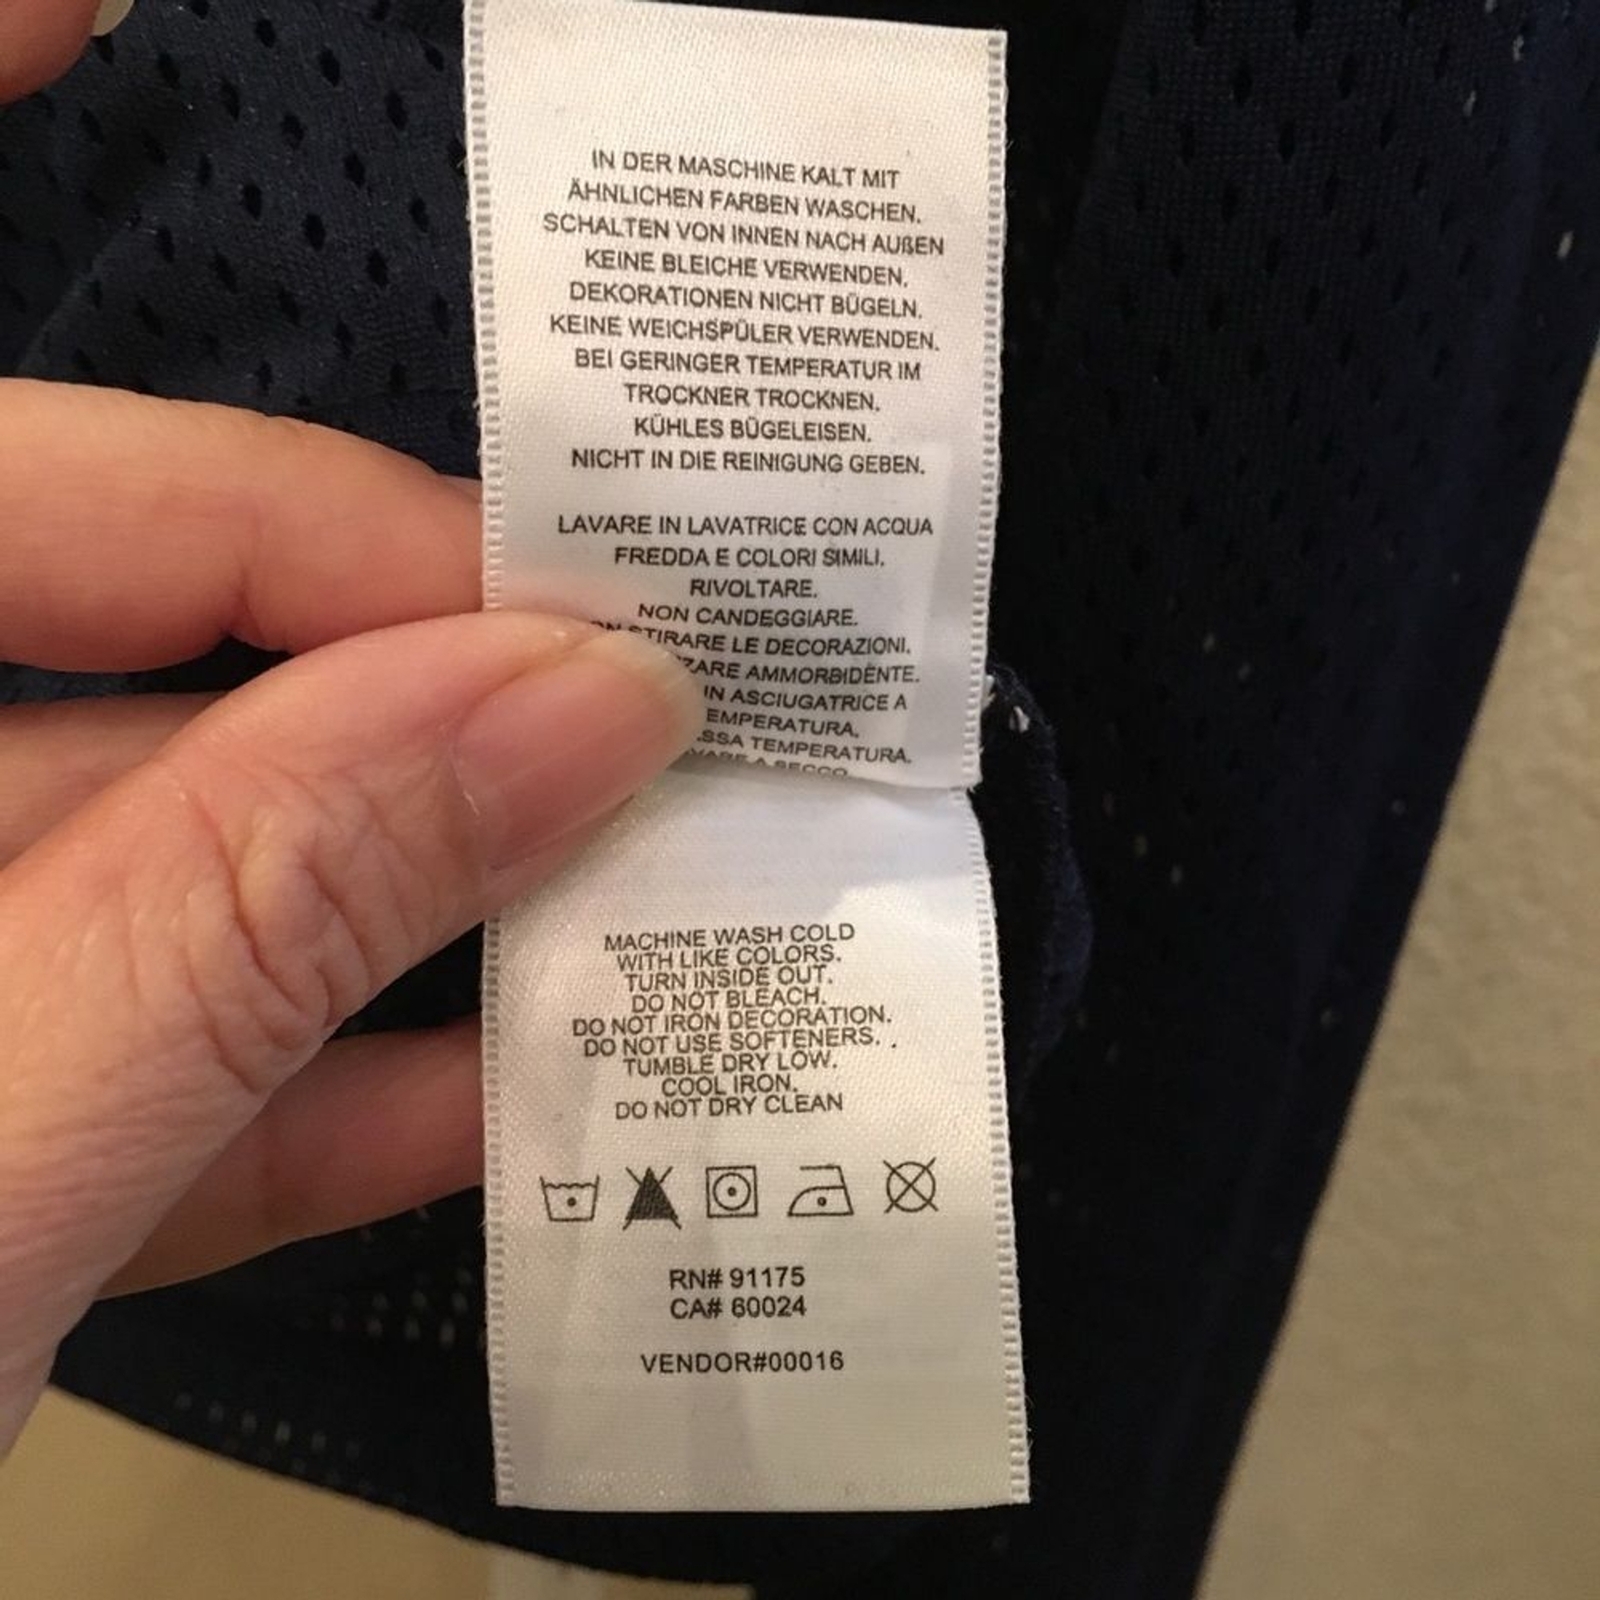 IN DER MASCHINE KALT MIT
ÄHNLICHEN FARBEN WASCHEN.
SCHALTEN VON INNEN NACH AUßEN
KEINE BLEICHE VERWENDEN.
DEKORATIONEN NICHT BÜGELN.
KEINE WEICHSPÜLER VERWENDEN.
BEI GERINGER TEMPERATUR IM
TROCKNER TROCKNEN.
KÜHLES BÜGELEISEN.
NICHT IN DIE REINIGUNG GEBEN.
LAVARE IN LAVATRICE CON ACQUA
FREDDA E COLORI SIMILI.
RIVOLTARE.
NON CANDEGGIARE.
STIRARE LE DECORAZIONI.
AMMORBIDENTE.
IN ASCIUGATRICE A
TEMPERATURA.
A SECCO
MACHINE WASH COLD
WITH LIKE COLORS.
TURN INSIDE OUT.
DO NOT BLEACH.
DO NOT IRON DECORATION.
DO NOT USE SOFTENERS. .
TUMBLE DRY LOW.
COOL IRON.
DO NOT DRY CLEAN
RN# 91175
CA# 60024
VENDOR#00016